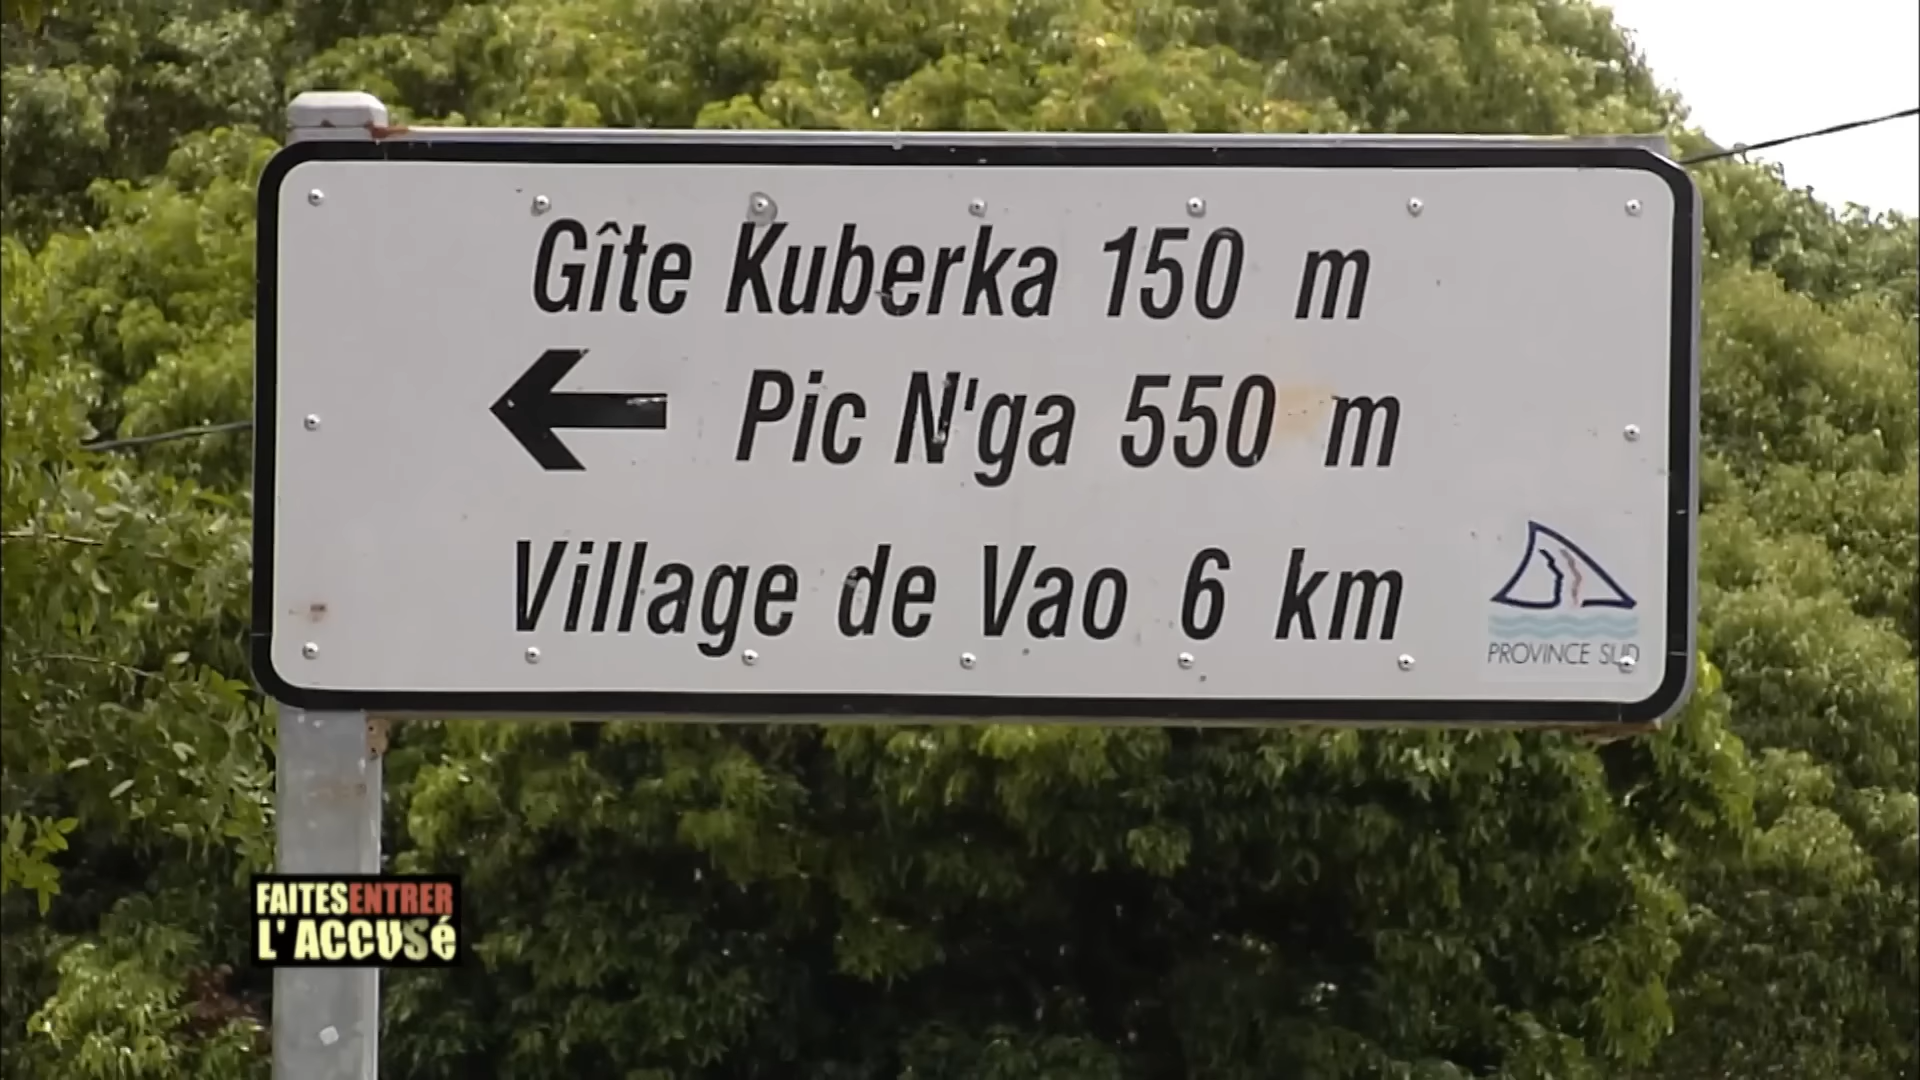 Gîte Kuberka 150 m
Pic N'ga 550 m
Village de Vao 6 km
PROVINCE SUD
FAITES ENTRER
L'ACCUSé